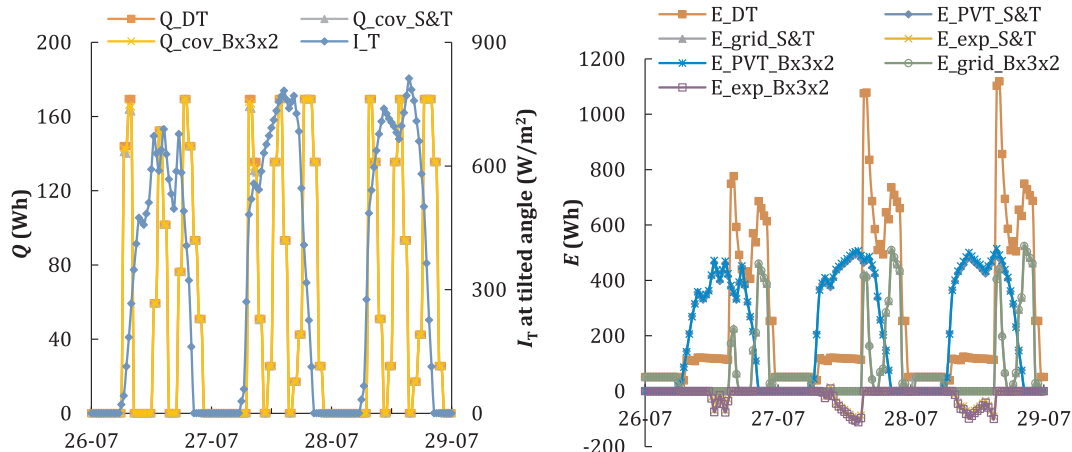 Q_DT Q_cov_S&T
Q_cov_Bx3x2 I_T
200
160
120
80
40
0
Q (Wh)
900
600
300
0
I_T at tilted angle (W/m²)
26-07 27-07 28-07 29-07
E_DT E_PVT_S&T
E_grid_S&T E_exp_S&T
E_PVT_Bx3x2 E_grid_Bx3x2
E_exp_Bx3x2
1200
1000
800
600
400
200
0
-200
E (Wh)
26-07 27-07 28-07 29-07